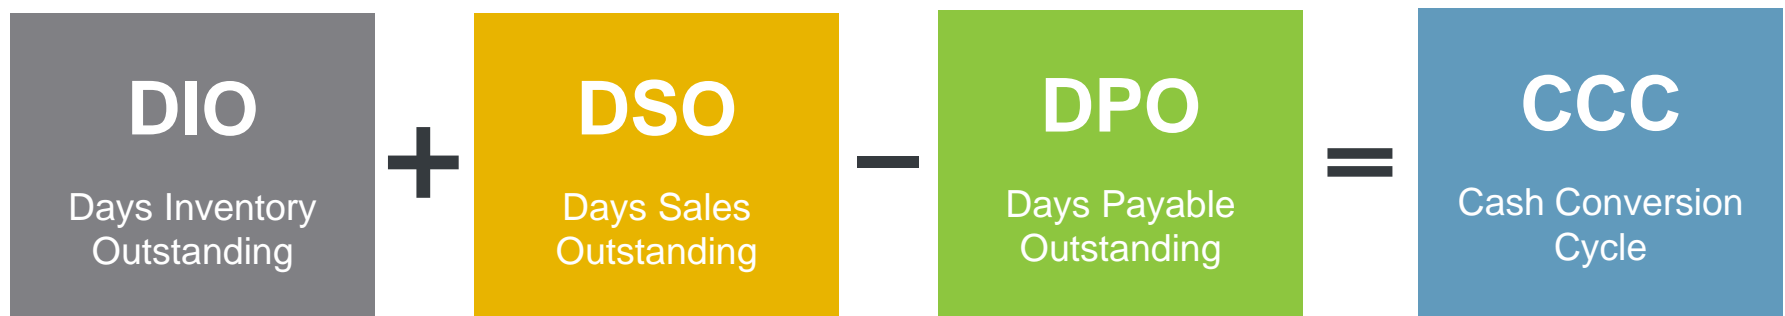 DIO
Days Inventory
Outstanding
+
DSO
Days Sales
Outstanding
−
DPO
Days Payable
Outstanding
=
CCC
Cash Conversion
Cycle